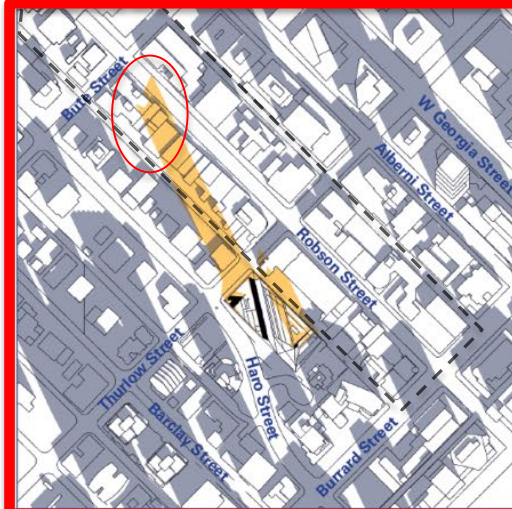 Bute Street
W Georgia Street
Alberni Street
Robson Street
Thurlow Street
Haro Street
Barclay Street
Burrard Street